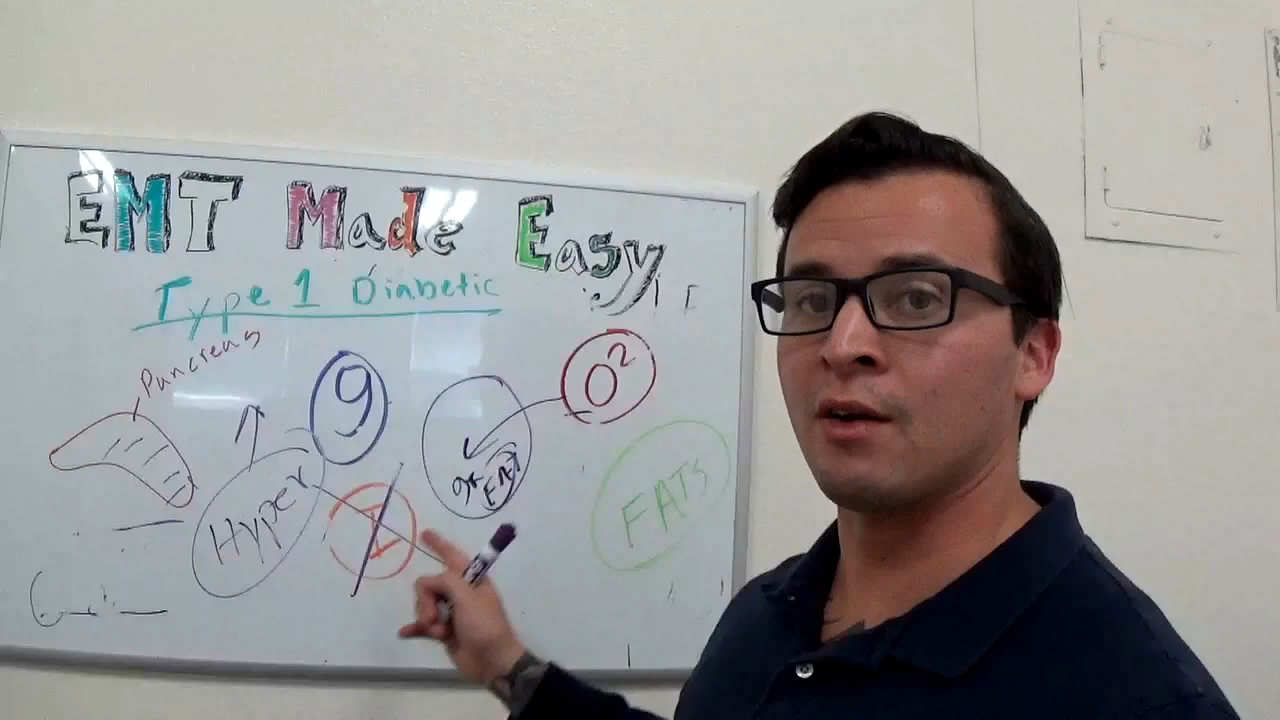 EMT Made Easy
Type 1 Diabetic
Pancreas
9
O²
Hyper
I
FATS